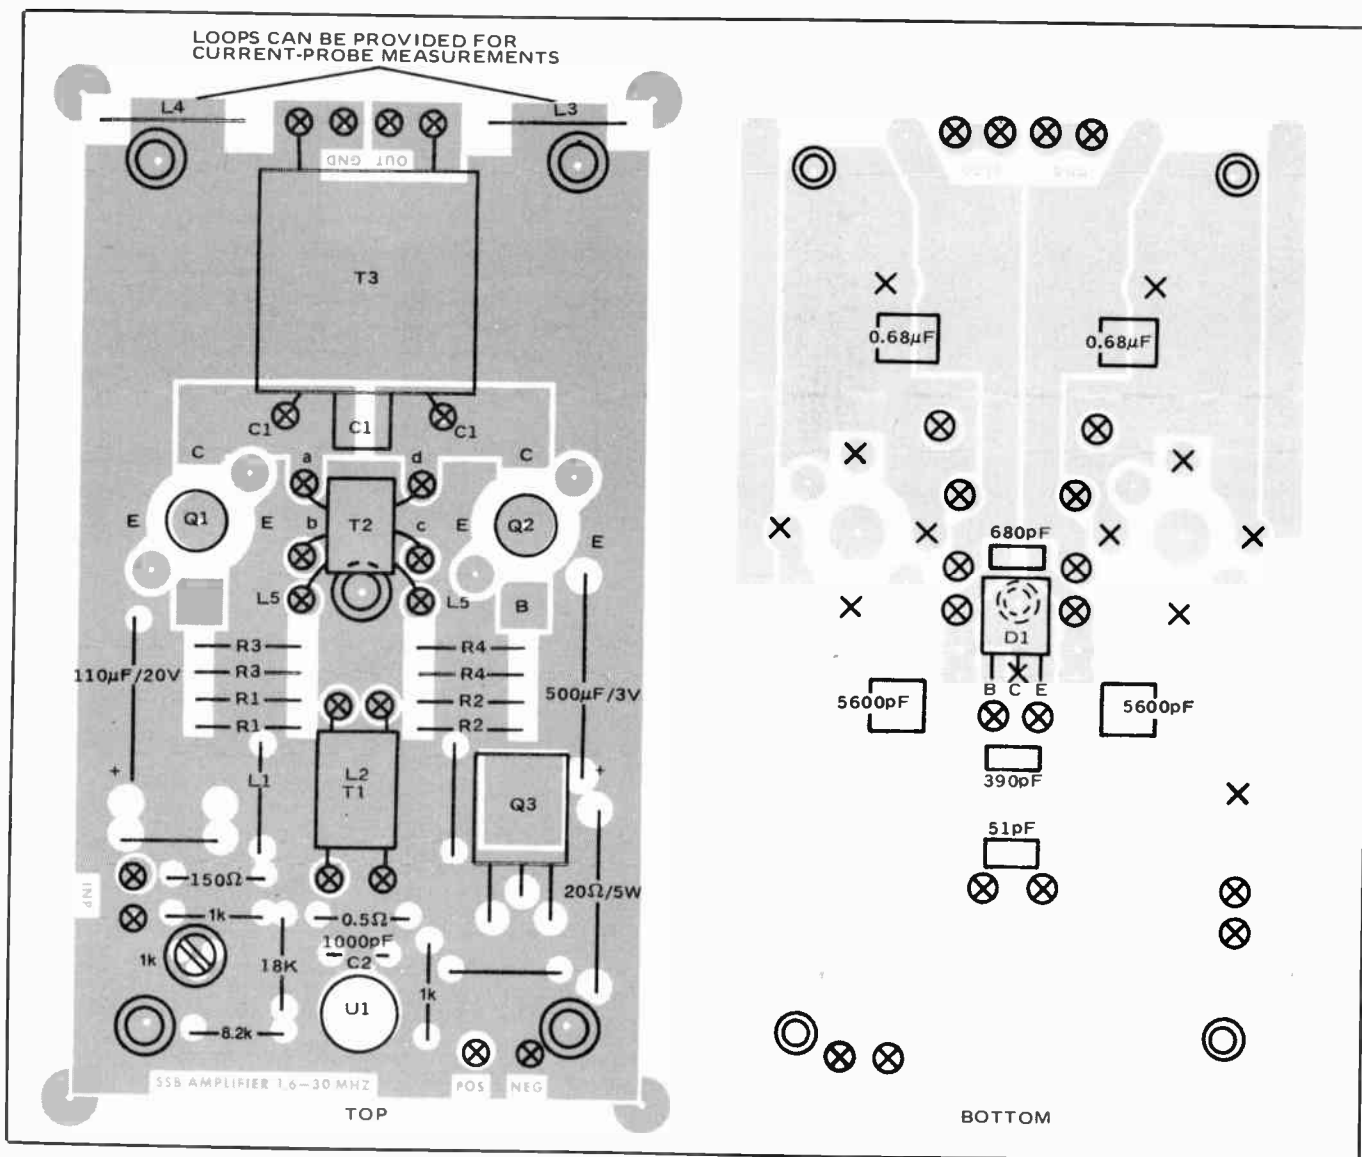 LOOPS CAN BE PROVIDED FOR
CURRENT-PROBE MEASUREMENTS
L4
L3
OUT GND
T3
C1
C1
C1
C
a
d
C
E
Q1
E
b
T2
c
E
Q2
E
L5
L5
B
110µF/20V
R3
R3
R1
R1
R4
R4
R2
R2
500µF/3V
+
L1
L2
T1
Q3
+
INP
150Ω
20Ω/5W
1k
0.5Ω
1000pF
C2
1k
18K
1k
U1
8.2k
SSB AMPLIFIER 1.6–30 MHZ
POS
NEG
TOP
0.68µF
0.68µF
680pF
D1
B C E
5600pF
5600pF
390pF
51pF
BOTTOM